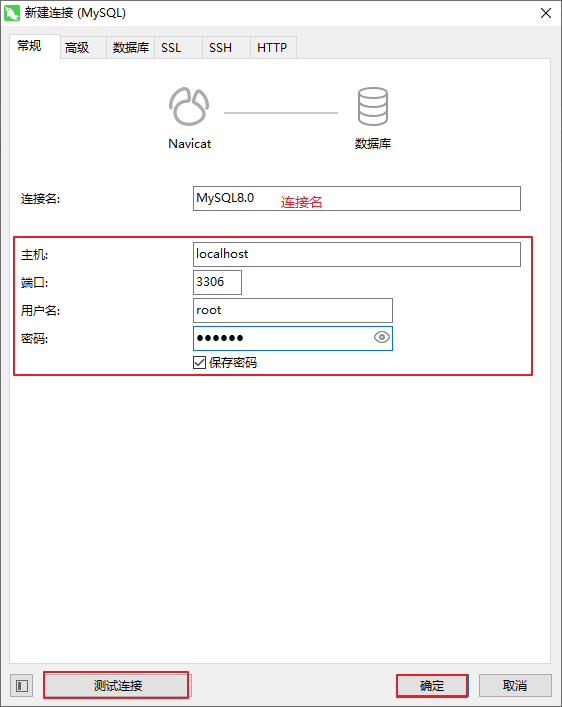 新建连接 (MySQL)
常规 高级 数据库 SSL SSH HTTP
Navicat 数据库
连接名: MySQL8.0 连接名
主机: localhost
端口: 3306
用户名: root
密码: ●●●●●●
保存密码
测试连接 确定 取消